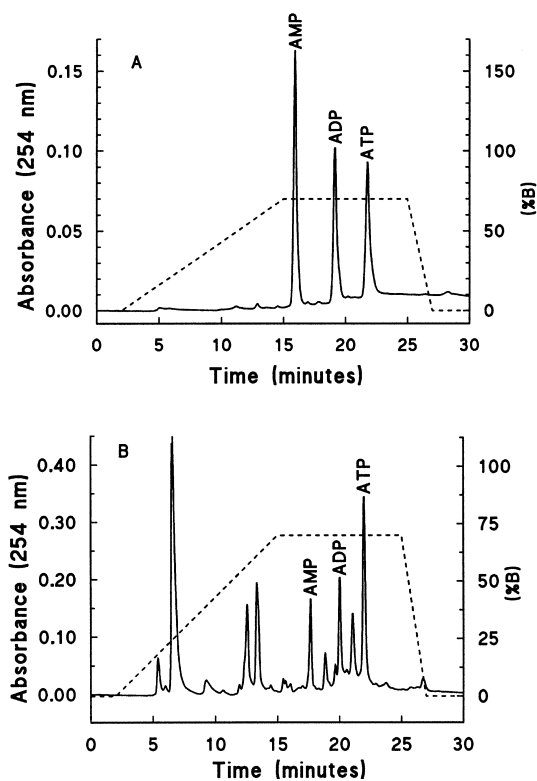 A
AMP
ADP
ATP
Absorbance (254 nm)
0.15
0.10
0.05
0.00
150
100
50
0
(%B)
0 5 10 15 20 25 30
Time (minutes)
B
AMP
ADP
ATP
Absorbance (254 nm)
0.40
0.30
0.20
0.10
0.00
100
75
50
25
0
(%B)
0 5 10 15 20 25 30
Time (minutes)